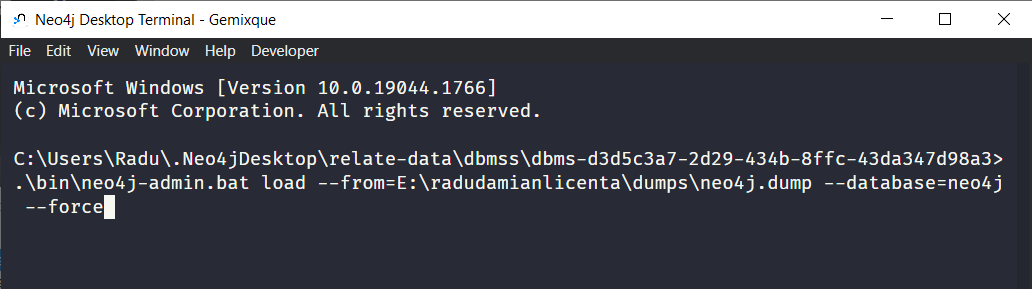 Neo4j Desktop Terminal - Gemixque
File Edit View Window Help Developer
Microsoft Windows [Version 10.0.19044.1766]
(c) Microsoft Corporation. All rights reserved.
C:\Users\Radu\.Neo4jDesktop\relate-data\dbmss\dbms-d3d5c3a7-2d29-434b-8ffc-43da347d98a3>
.\bin\neo4j-admin.bat load --from=E:\radudamianlicenta\dumps\neo4j.dump --database=neo4j
--force